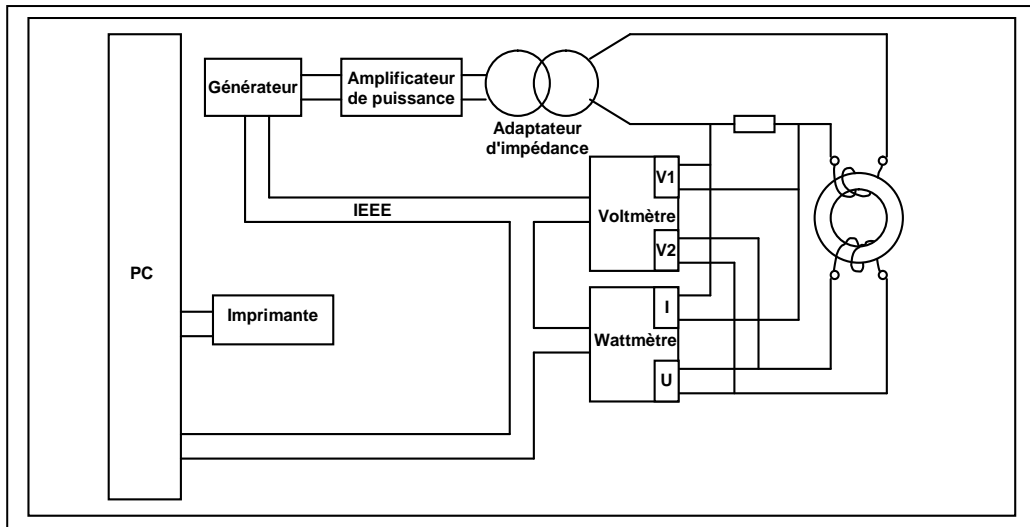 Générateur
Amplificateur
de puissance
Adaptateur
d'impédance
V1
Voltmètre
IEEE
V2
PC
I
Imprimante
Wattmètre
U